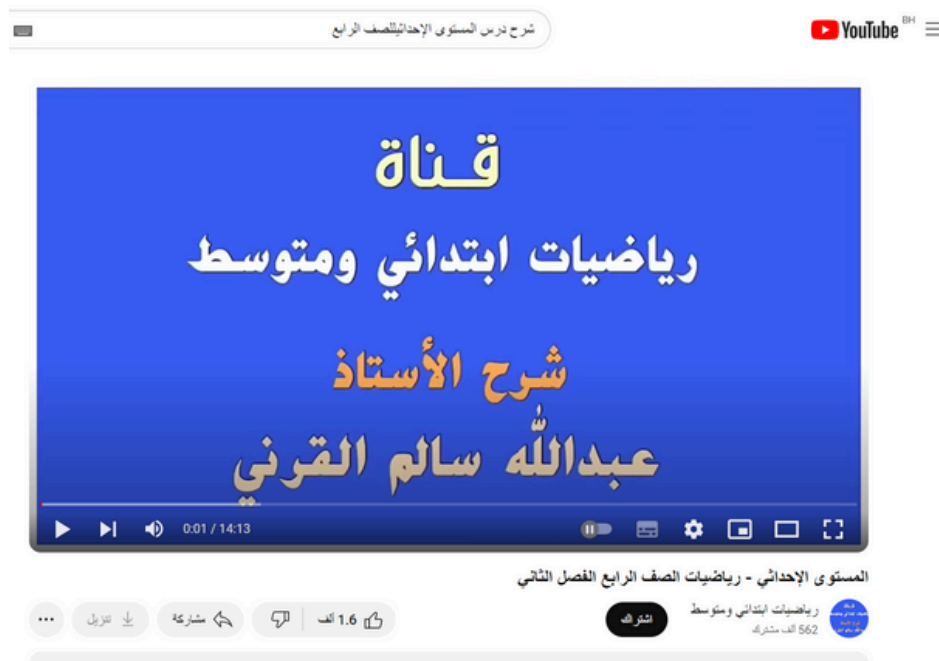 YouTube BH
شرح درس المستوى الإحداثيللصف الرابع
قناة
رياضيات ابتدائي ومتوسط
شرح الأستاذ
عبدالله سالم القرني
0:01 / 14:13
المستوى الإحداثي - رياضيات الصف الرابع الفصل الثاني
رياضيات ابتدائي ومتوسط
562 ألف مشترك
اشتراك
1.6 ألف
مشاركة
تنزيل